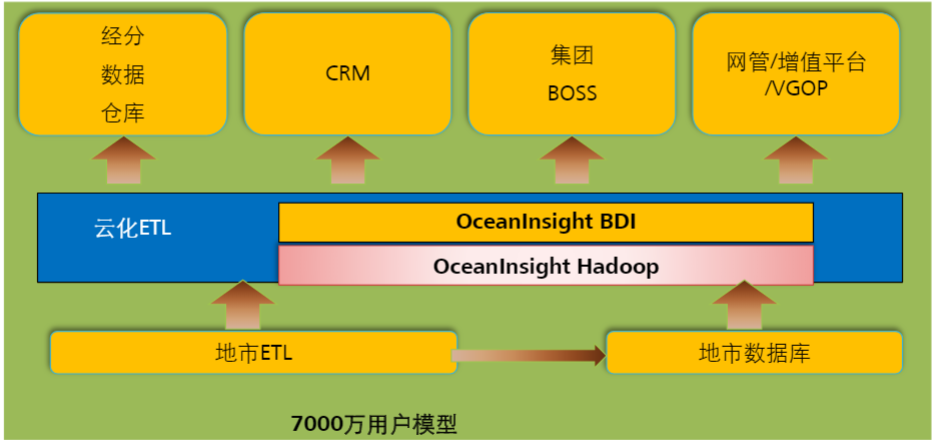 经分
数据
仓库
CRM
集团
BOSS
网管/增值平台
/VGOP
云化ETL
OceanInsight BDI
OceanInsight Hadoop
地市ETL
地市数据库
7000万用户模型